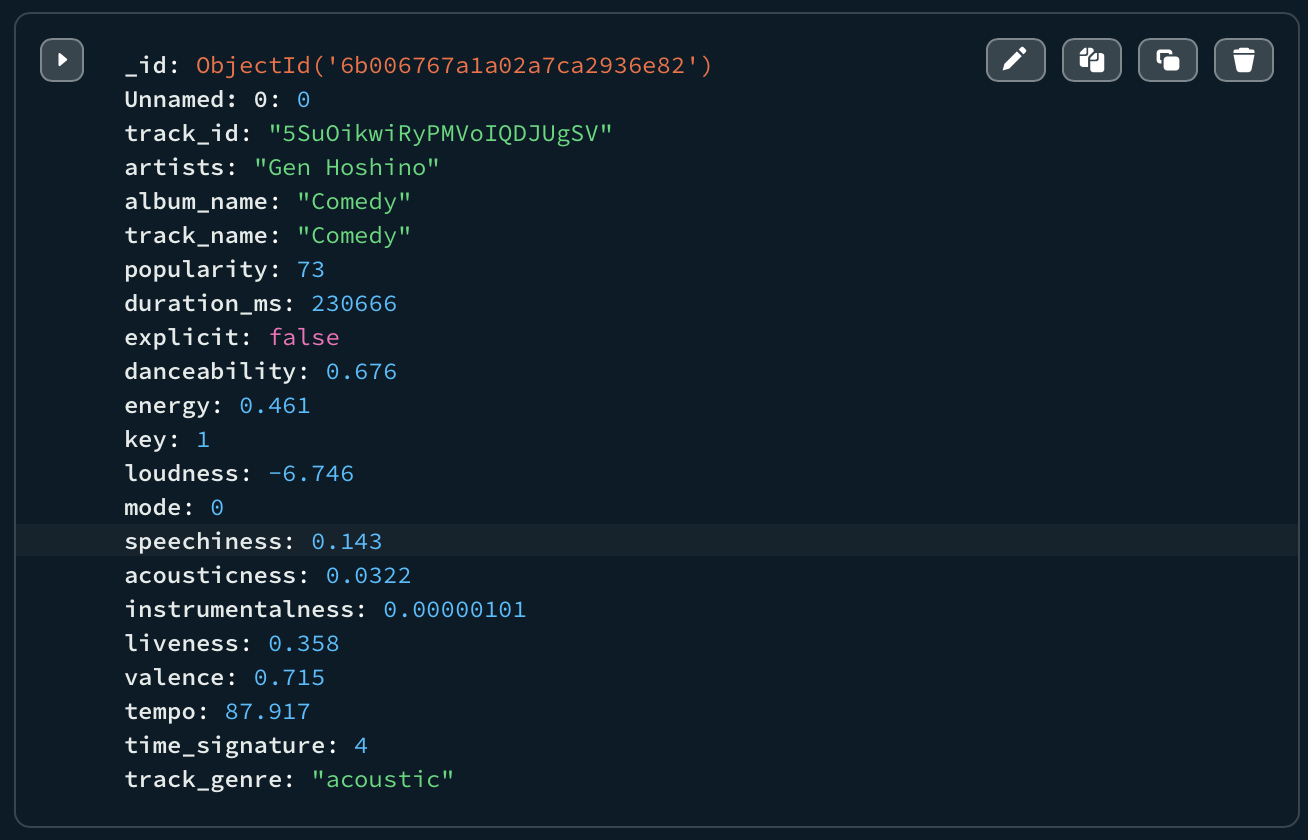 _id: ObjectId('6b006767a1a02a7ca2936e82')
Unnamed: 0: 0
track_id: "5SuOikwiRyPMVoIQDJUgSV"
artists: "Gen Hoshino"
album_name: "Comedy"
track_name: "Comedy"
popularity: 73
duration_ms: 230666
explicit: false
danceability: 0.676
energy: 0.461
key: 1
loudness: -6.746
mode: 0
speechiness: 0.143
acousticness: 0.0322
instrumentalness: 0.00000101
liveness: 0.358
valence: 0.715
tempo: 87.917
time_signature: 4
track_genre: "acoustic"